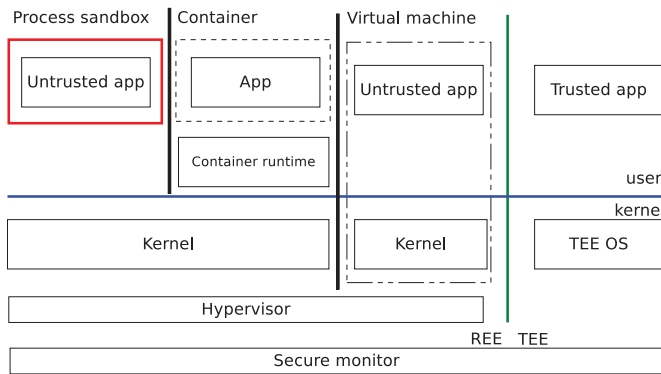 Process sandbox Container Virtual machine
Untrusted app App Untrusted app Trusted app
Container runtime
user
kerne
Kernel Kernel TEE OS
Hypervisor
REE TEE
Secure monitor